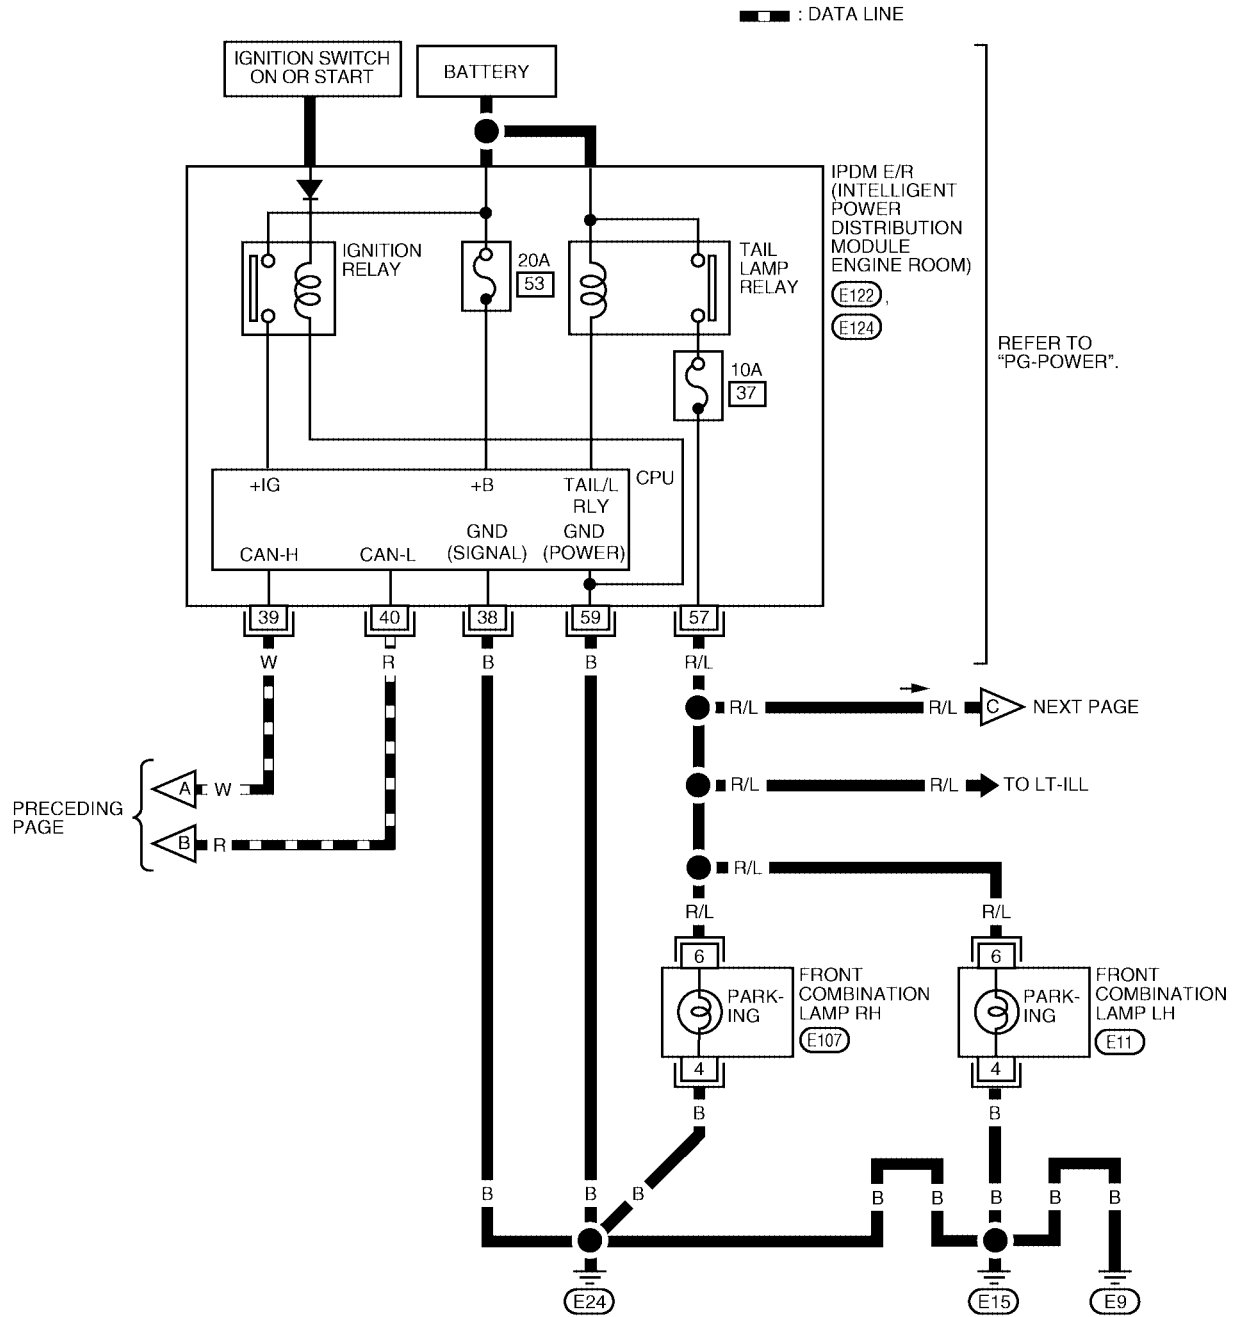 : DATA LINE
IGNITION SWITCH
ON OR START
BATTERY
IPDM E/R
(INTELLIGENT
POWER
DISTRIBUTION
MODULE
ENGINE ROOM)
E122 ,
E124
IGNITION
RELAY
20A
53
TAIL
LAMP
RELAY
10A
37
REFER TO
“PG-POWER”.
CPU
+IG
+B
TAIL/L
RLY
GND
(SIGNAL)
GND
(POWER)
CAN-H
CAN-L
39
40
38
59
57
W
R
B
B
R/L
R/L
R/L
C
NEXT PAGE
R/L
R/L
TO LT-ILL
PRECEDING
PAGE
A
W
B
R
R/L
R/L
R/L
6
PARK-
ING
FRONT
COMBINATION
LAMP RH
E107
4
6
PARK-
ING
FRONT
COMBINATION
LAMP LH
E11
4
B
B
B
B
B
B
B
B
B
B
E24
E15
E9